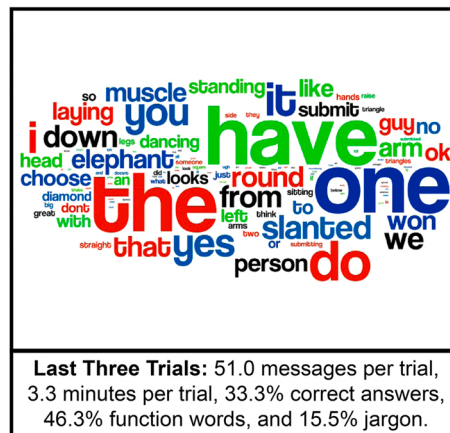 so muscle standing it like hands raise
laying you submit triangle
i down legs dancing have side they guy no
head elephant someone arm ok
choose an did looks just round triangles
what one
diamond the from sitting below
big dont left think to won
great with arms slanted we
straight that yes two or submitting
person do
Last Three Trials: 51.0 messages per trial,
3.3 minutes per trial, 33.3% correct answers,
46.3% function words, and 15.5% jargon.